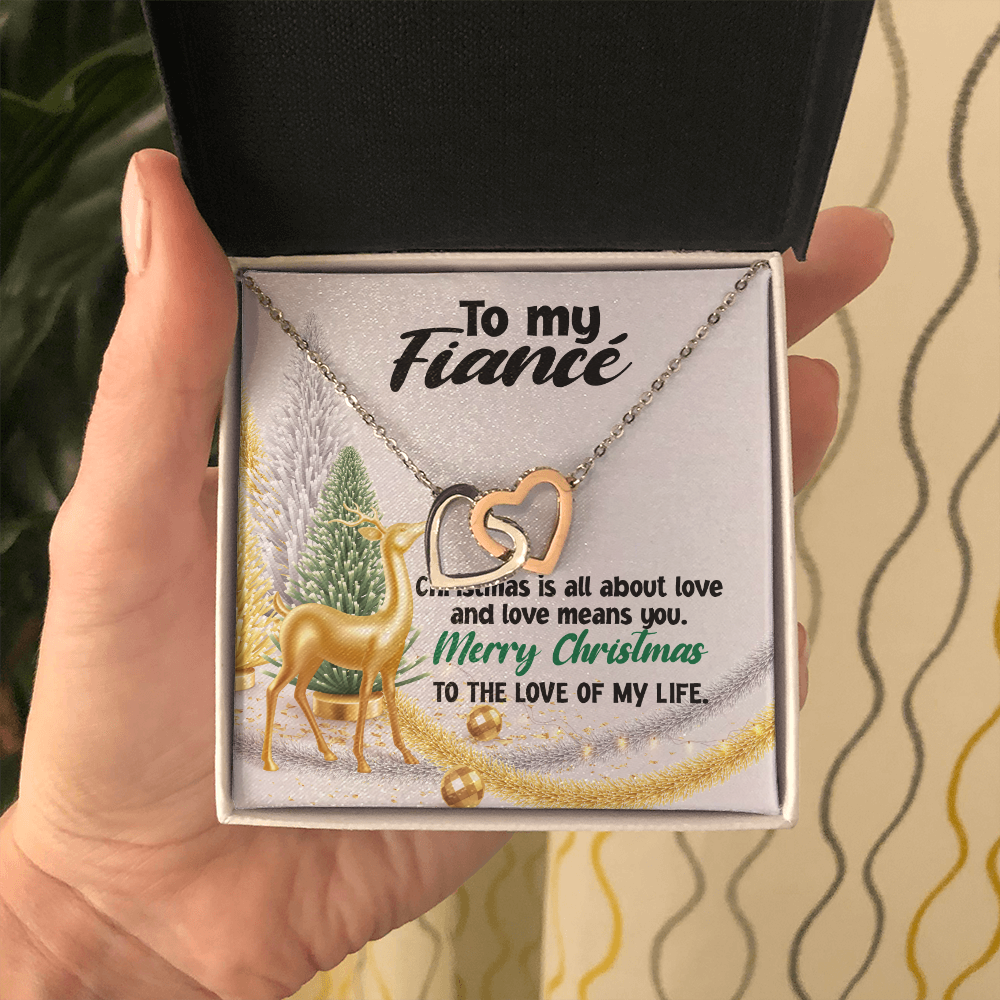 To my
Fiancé
Christmas is all about love
and love means you.
Merry Christmas
TO THE LOVE OF MY LIFE.